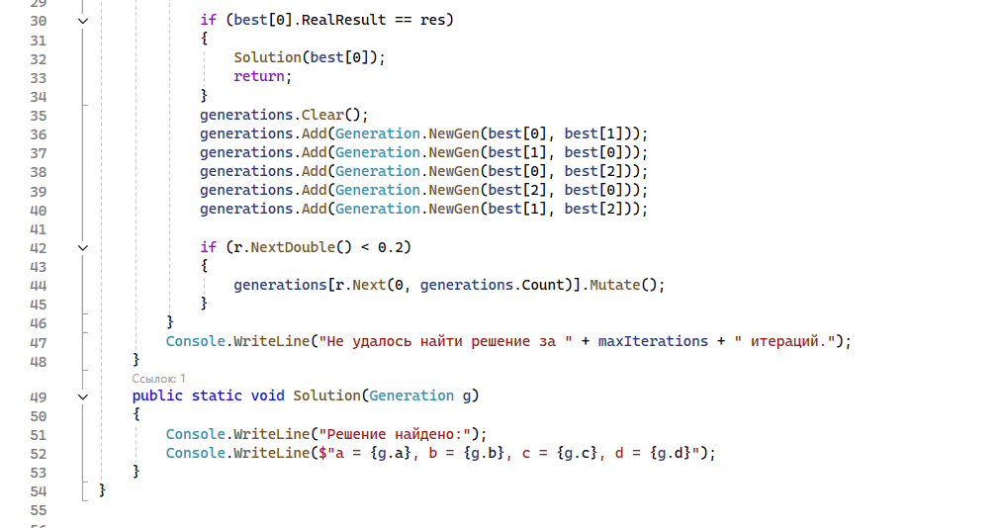 29
30 if (best[0].RealResult == res)
31 {
32 Solution(best[0]);
33 return;
34 }
35 generations.Clear();
36 generations.Add(Generation.NewGen(best[0], best[1]));
37 generations.Add(Generation.NewGen(best[1], best[0]));
38 generations.Add(Generation.NewGen(best[0], best[2]));
39 generations.Add(Generation.NewGen(best[2], best[0]));
40 generations.Add(Generation.NewGen(best[1], best[2]));
41
42 if (r.NextDouble() < 0.2)
43 {
44 generations[r.Next(0, generations.Count)].Mutate();
45 }
46 }
47 Console.WriteLine("Не удалось найти решение за " + maxIterations + " итераций.");
48 }
Ссылок: 1
49 public static void Solution(Generation g)
50 {
51 Console.WriteLine("Решение найдено:");
52 Console.WriteLine($"a = {g.a}, b = {g.b}, c = {g.c}, d = {g.d}");
53 }
54 }
55